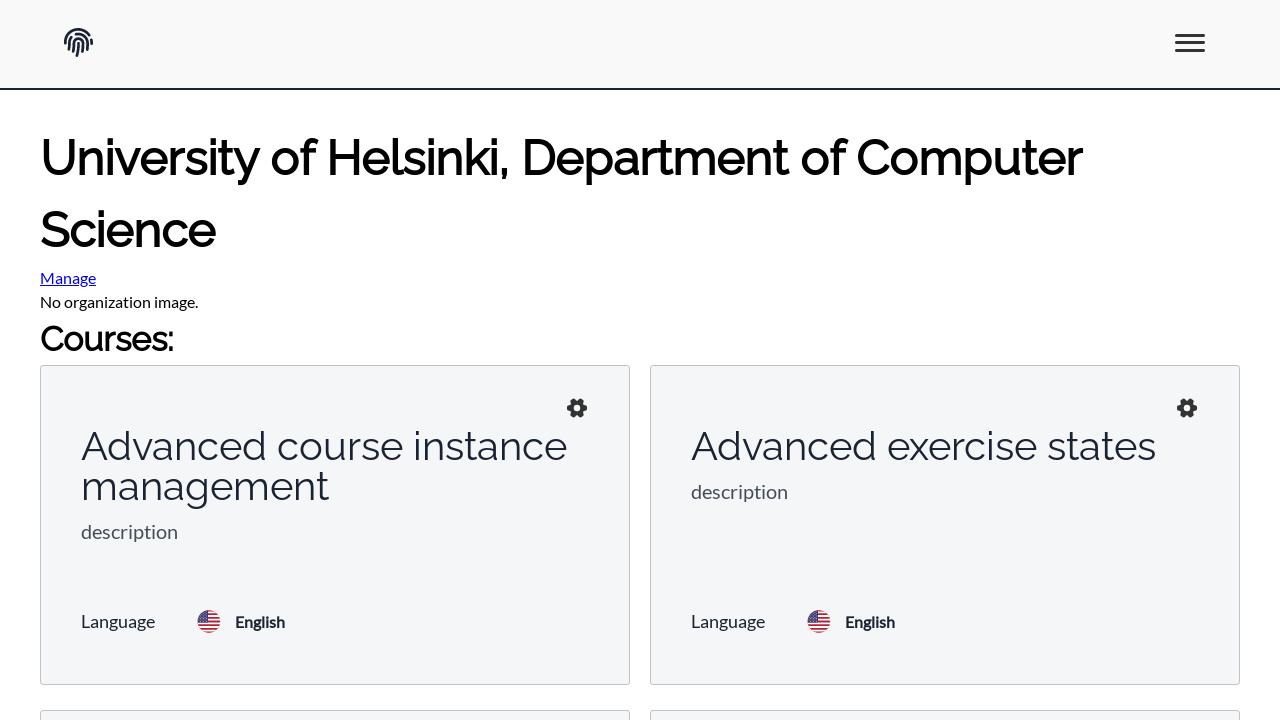 University of Helsinki, Department of Computer
Science
Manage
No organization image.
Courses:
Advanced course instance
management
description
Language
English
Advanced exercise states
description
Language
English